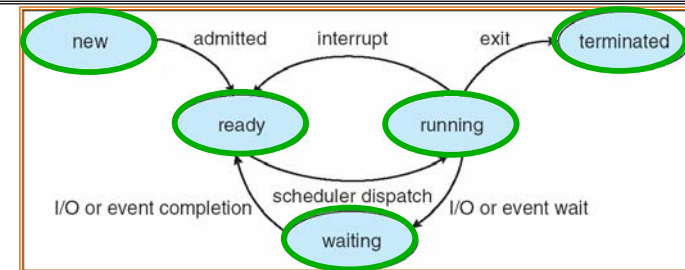 new admitted interrupt exit terminated
ready running
scheduler dispatch
I/O or event completion I/O or event wait
waiting